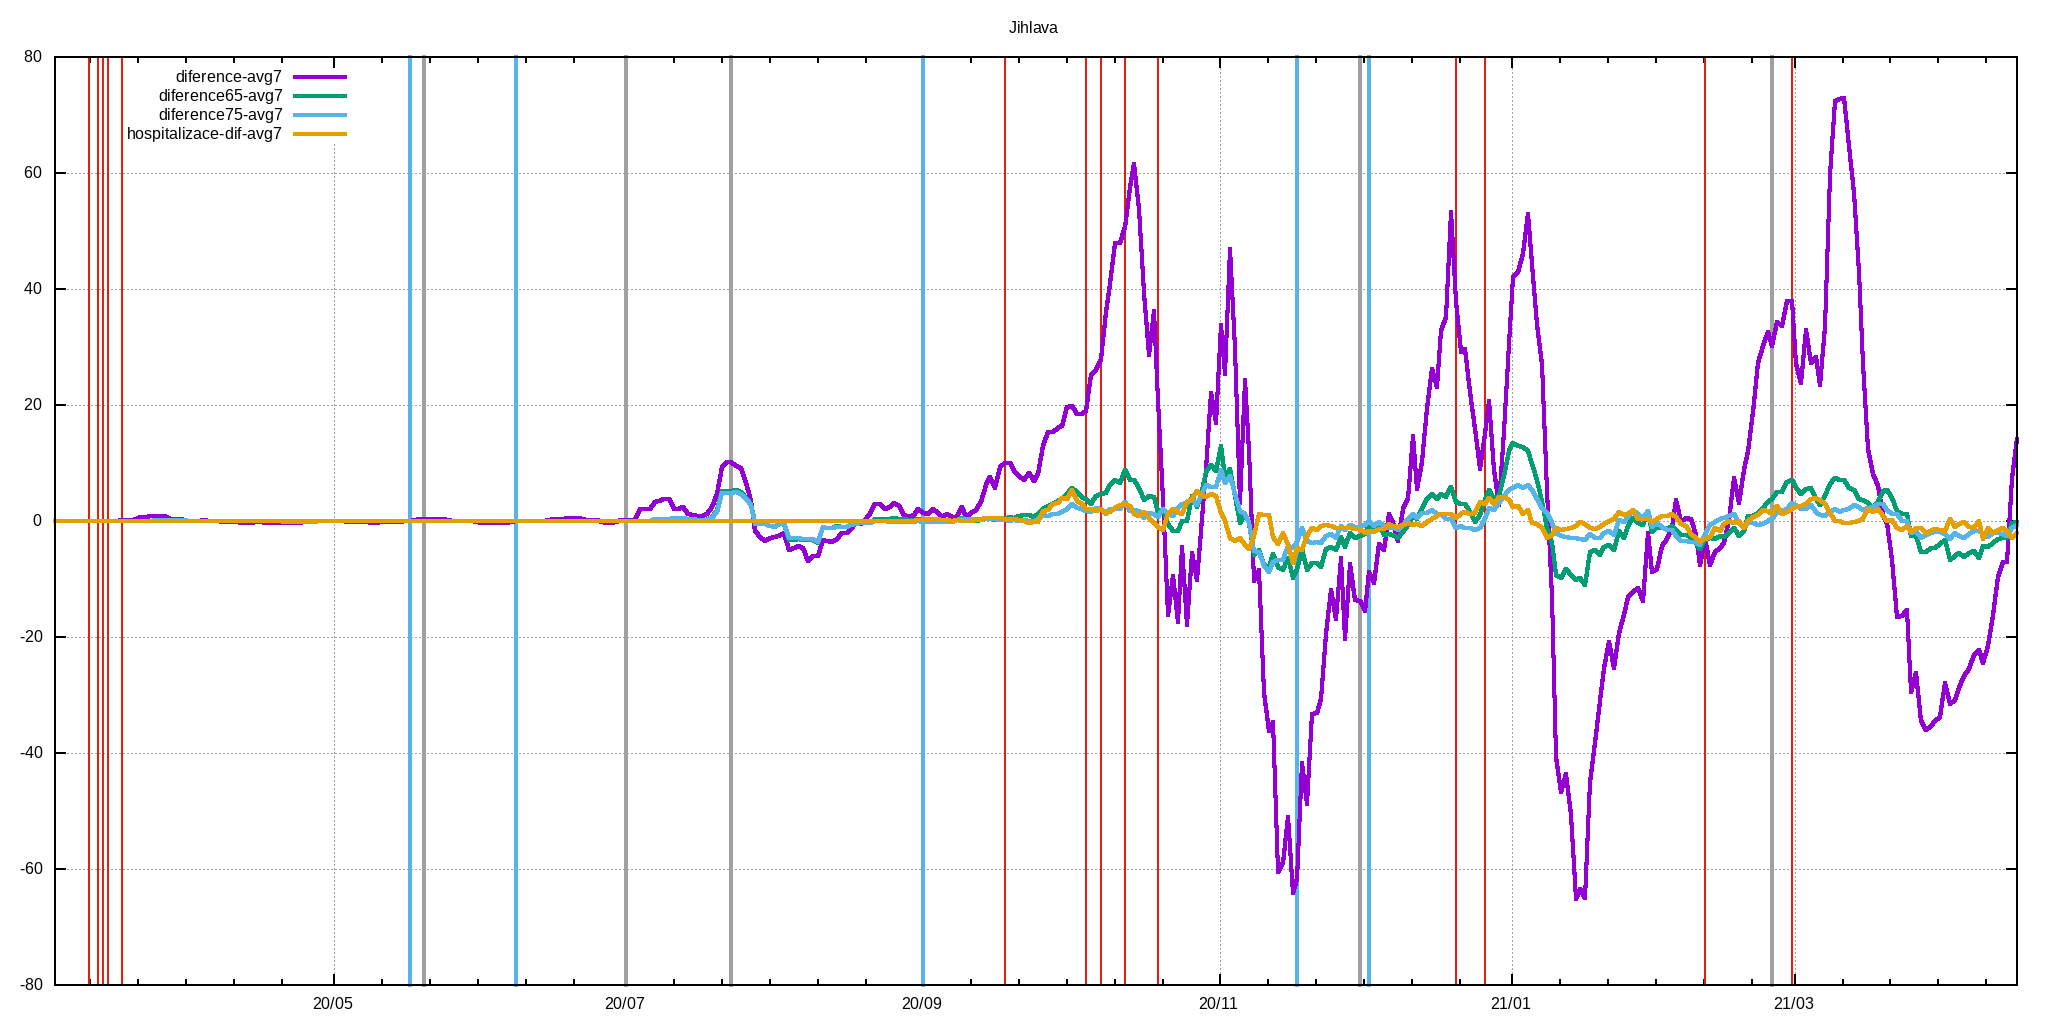 Jihlava
diference-avg7
diference65-avg7
diference75-avg7
hospitalizace-dif-avg7
80
60
40
20
0
-20
-40
-60
-80
20/05 20/07 20/09 20/11 21/01 21/03